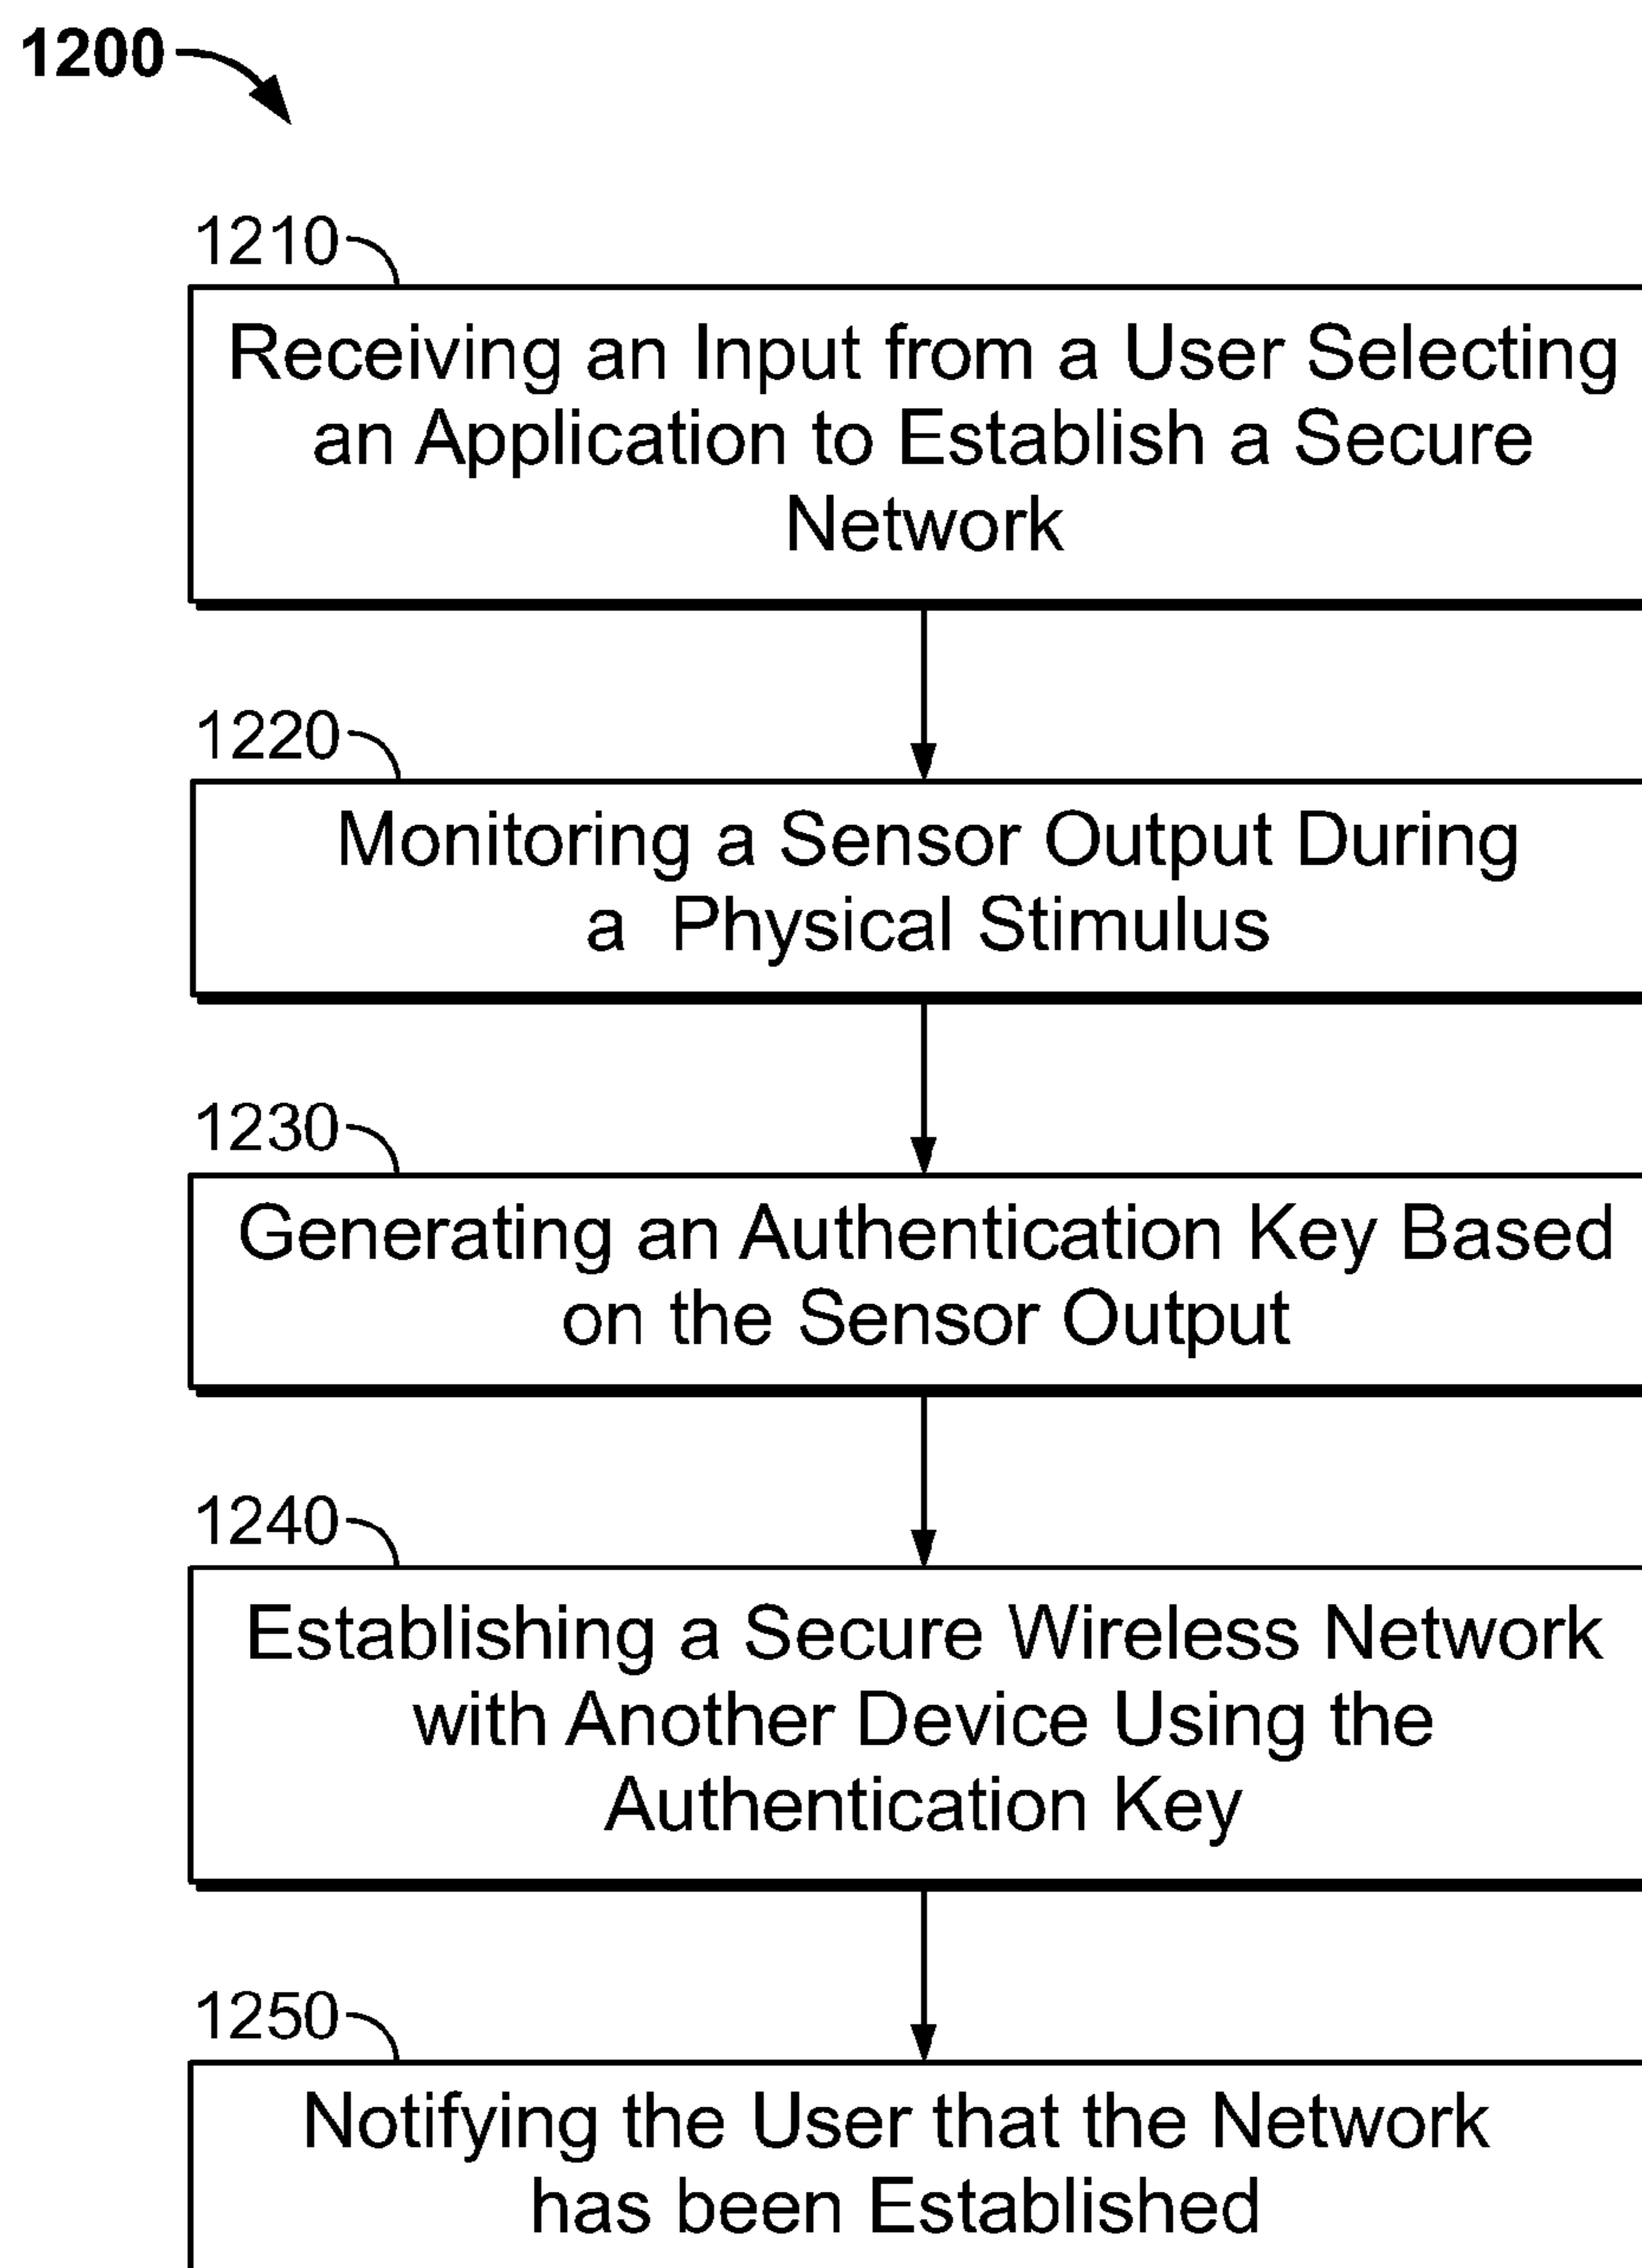 1200
1210
Receiving an Input from a User Selecting
an Application to Establish a Secure
Network
1220
Monitoring a Sensor Output During
a Physical Stimulus
1230
Generating an Authentication Key Based
on the Sensor Output
1240
Establishing a Secure Wireless Network
with Another Device Using the
Authentication Key
1250
Notifying the User that the Network
has been Established